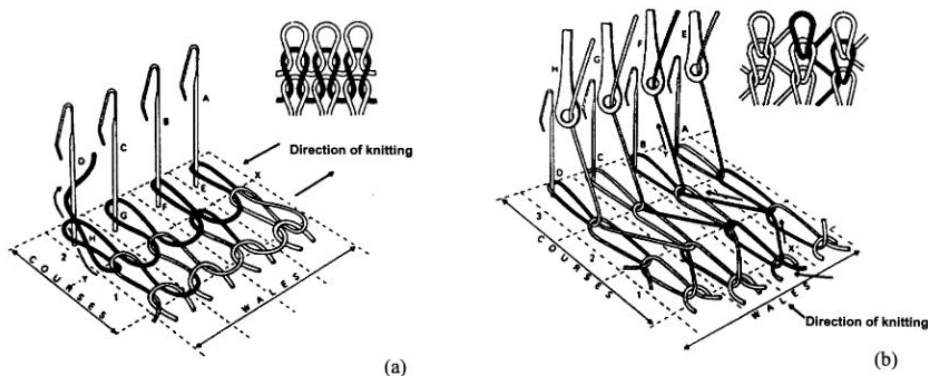 A
B
C
D
E
F
G
H
X
Direction of knitting
2
1
COURSES
WALES
(a)
E
F
G
H
A
B
C
D
Y
X
3
2
1
COURSES
WALES
Direction of knitting
(b)